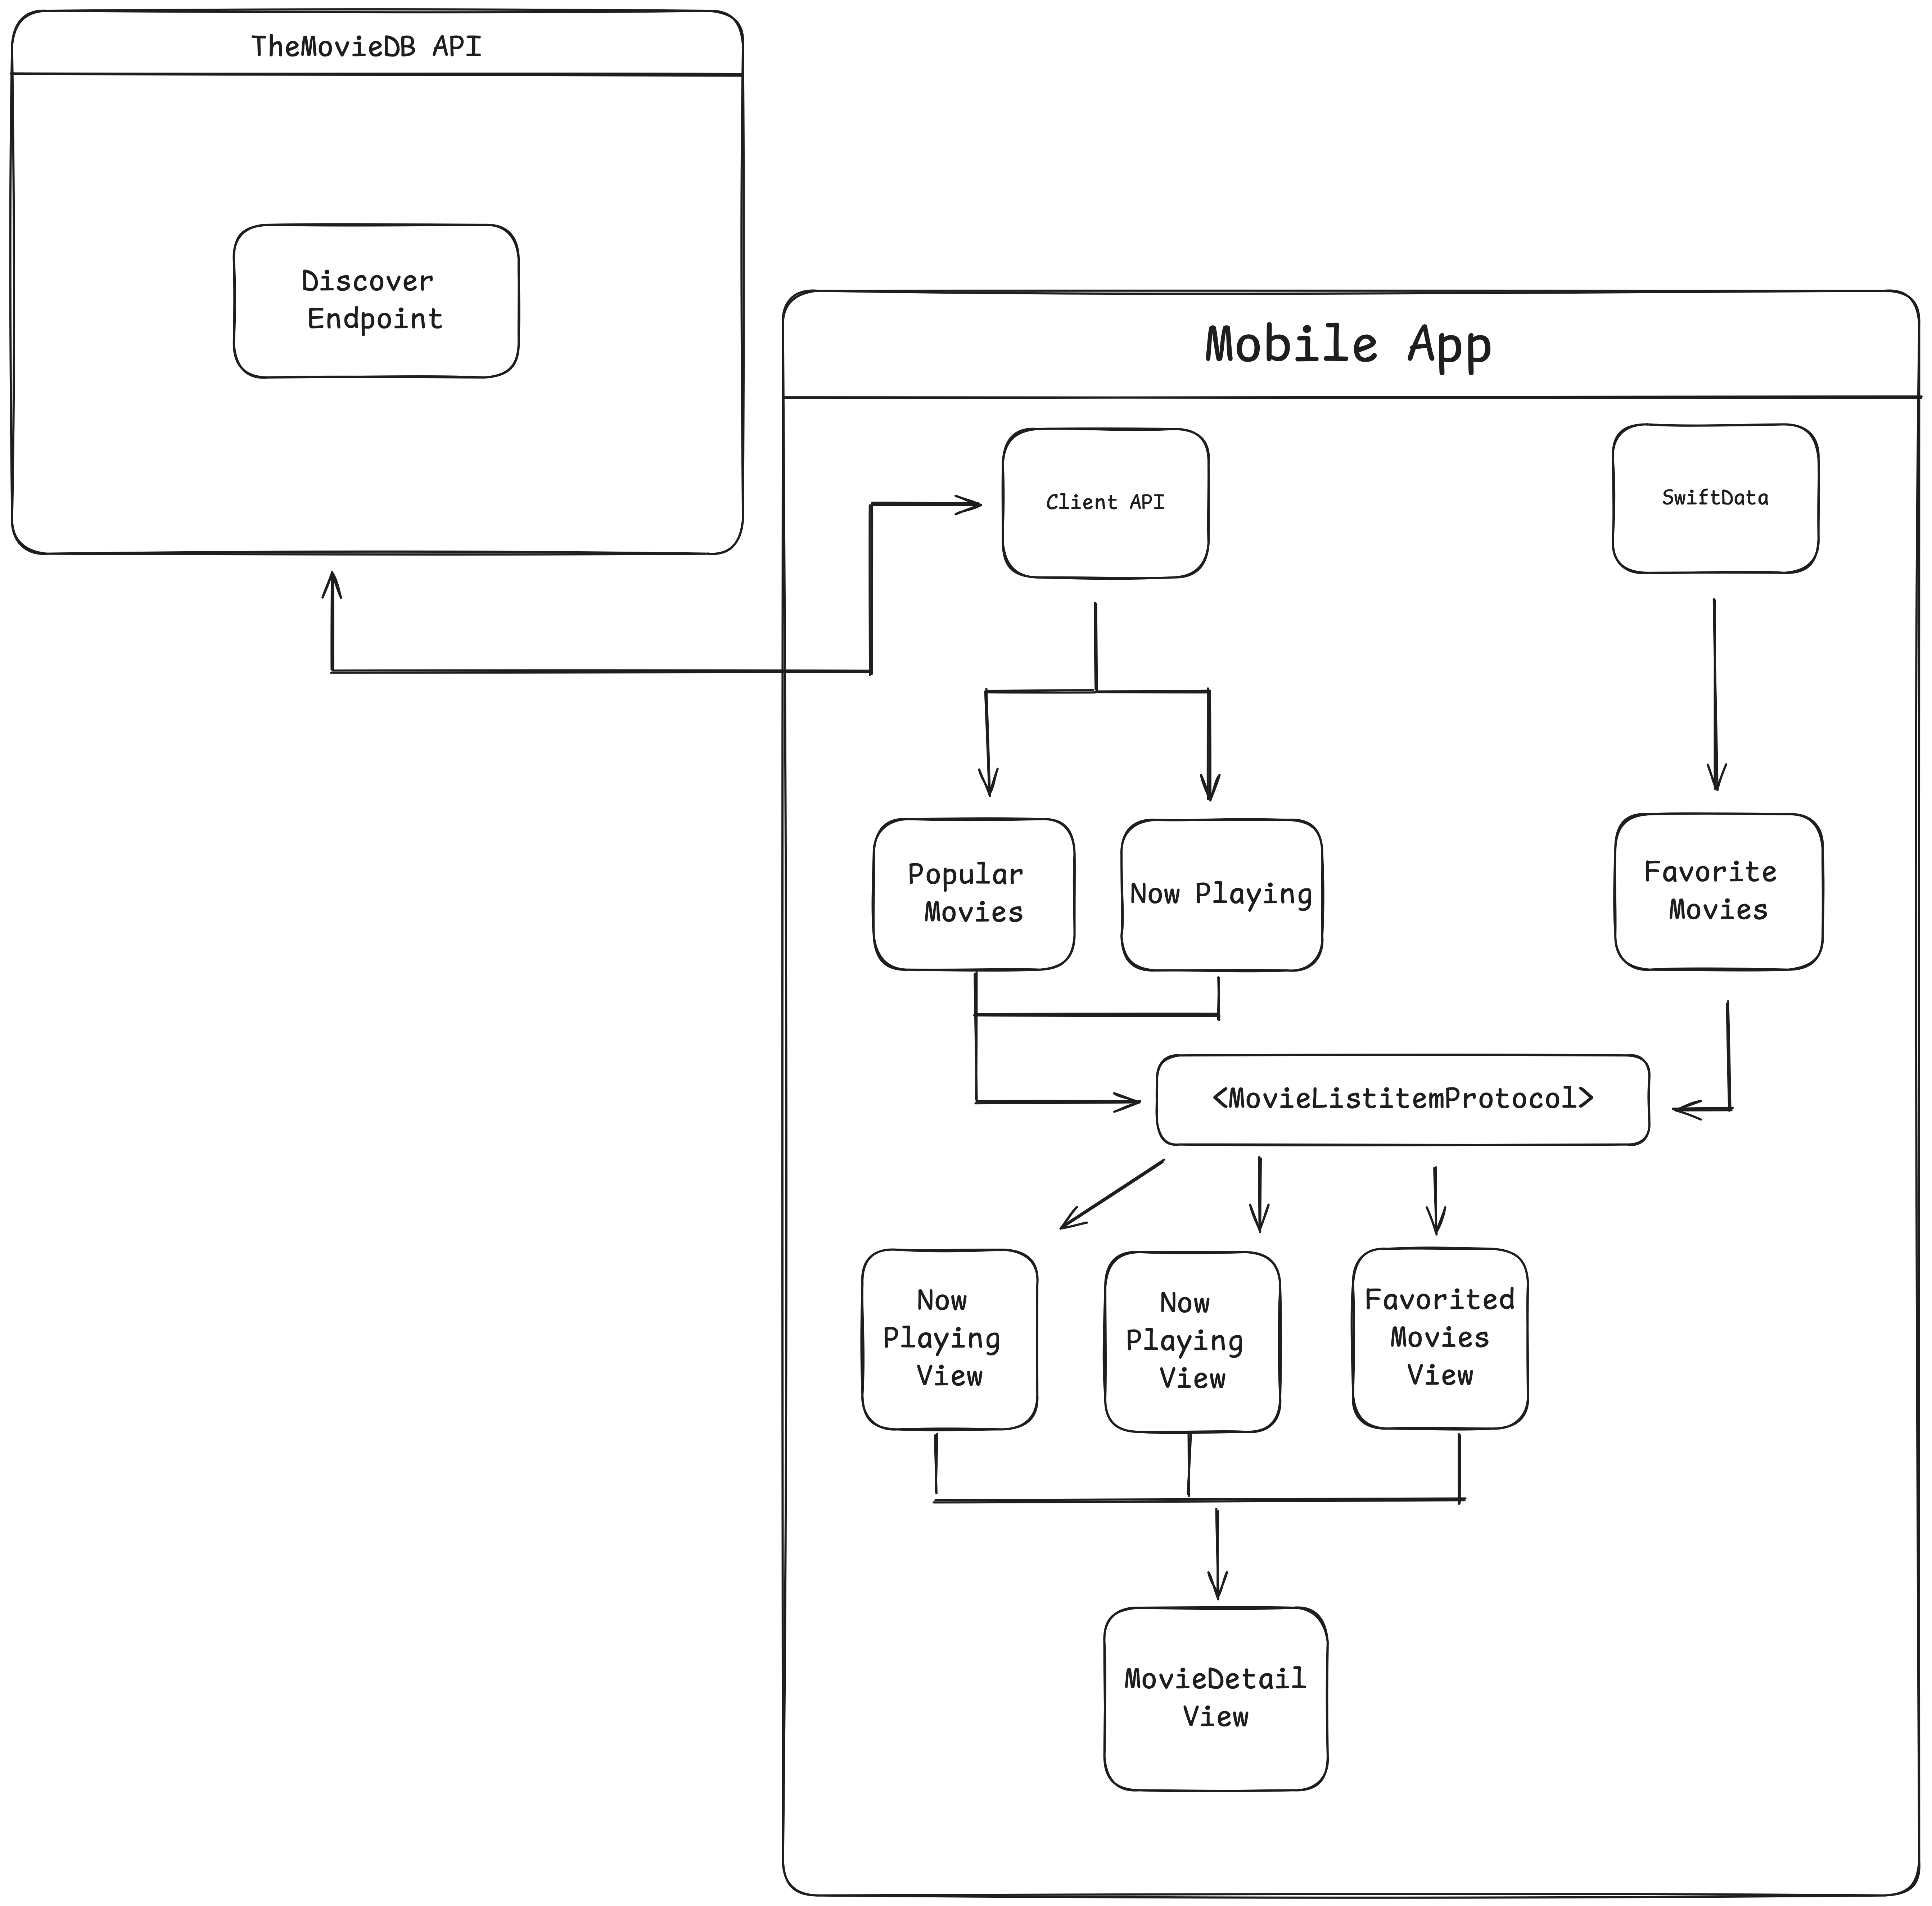 TheMovieDB API
Discover
Endpoint
Mobile App
Client API
SwiftData
Popular
Movies
Now Playing
Favorite
Movies
<MovieListitemProtocol>
Now
Playing
View
Now
Playing
View
Favorited
Movies
View
MovieDetail
View